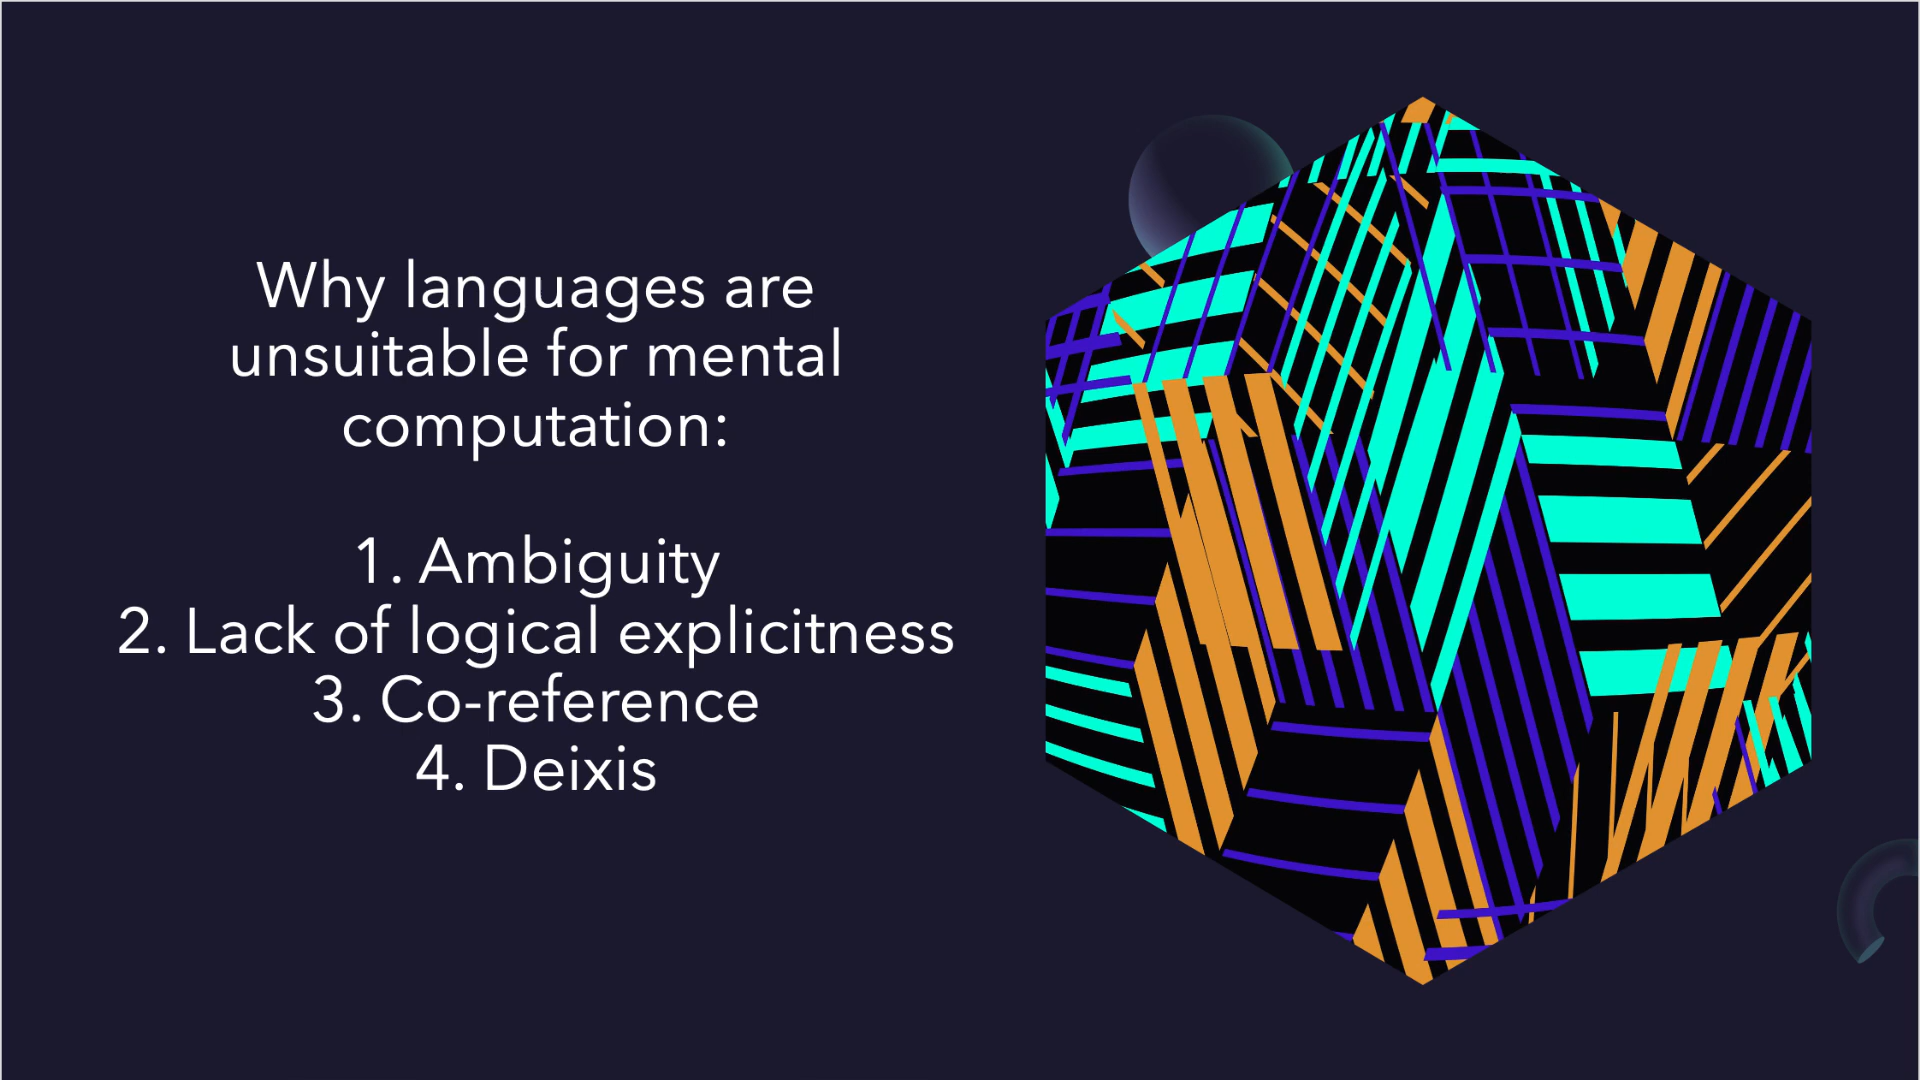 Why languages are
unsuitable for mental
computation:
1. Ambiguity
2. Lack of logical explicitness
3. Co-reference
4. Deixis